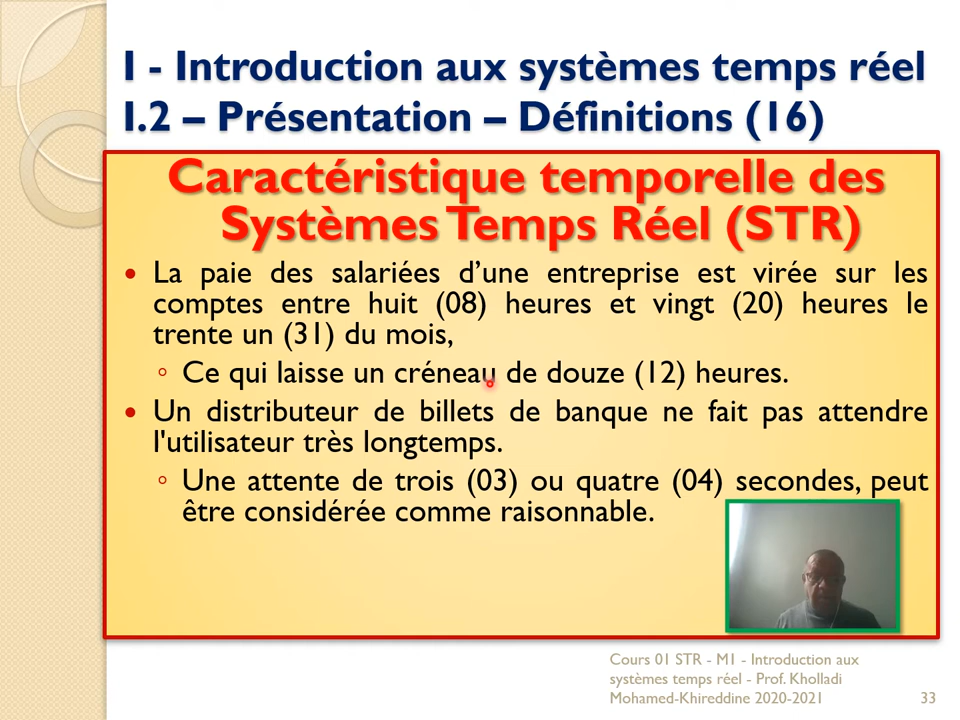 I - Introduction aux systèmes temps réel
I.2 – Présentation – Définitions (16)
Caractéristique temporelle des
Systèmes Temps Réel (STR)
• La paie des salariées d’une entreprise est virée sur les
comptes entre huit (08) heures et vingt (20) heures le
trente un (31) du mois,
◦ Ce qui laisse un créneau de douze (12) heures.
• Un distributeur de billets de banque ne fait pas attendre
l'utilisateur très longtemps.
◦ Une attente de trois (03) ou quatre (04) secondes, peut
être considérée comme raisonnable.
Cours 01 STR - M1 - Introduction aux
systèmes temps réel - Prof. Kholladi
Mohamed-Khireddine 2020-2021
33